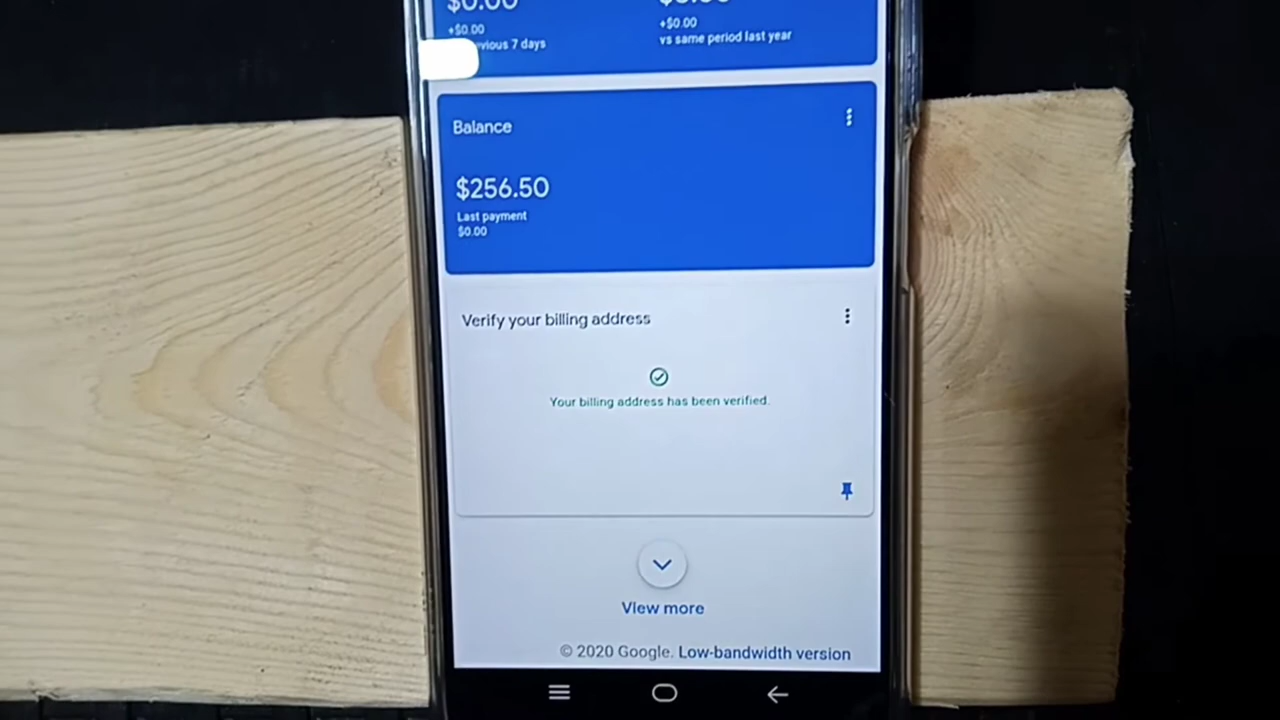 $0.00
+$0.00
vious 7 days
+$0.00
vs same period last year
Balance
$256.50
Last payment
$0.00
Verify your billing address
Your billing address has been verified.
View more
© 2020 Google. Low-bandwidth version